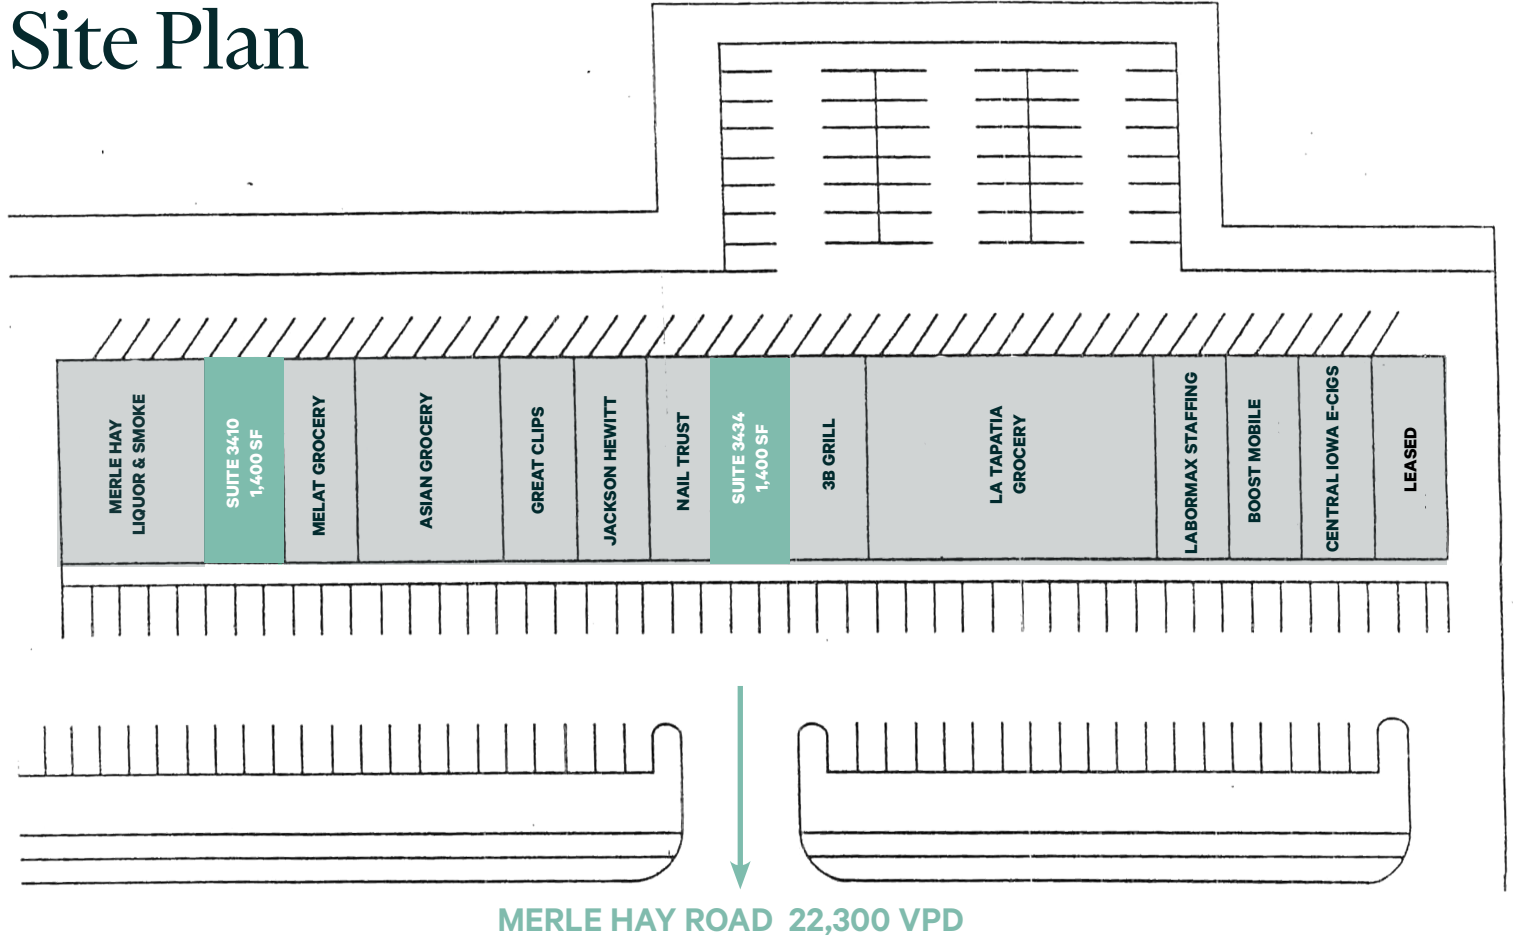 Site Plan
MERLE HAY
LIQUOR & SMOKE
SUITE 3410
1,400 SF
MELAT GROCERY
ASIAN GROCERY
GREAT CLIPS
JACKSON HEWITT
NAIL TRUST
SUITE 3434
1,400 SF
3B GRILL
LA TAPATIA
GROCERY
LABORMAX STAFFING
BOOST MOBILE
CENTRAL IOWA E-CIGS
LEASED
MERLE HAY ROAD 22,300 VPD